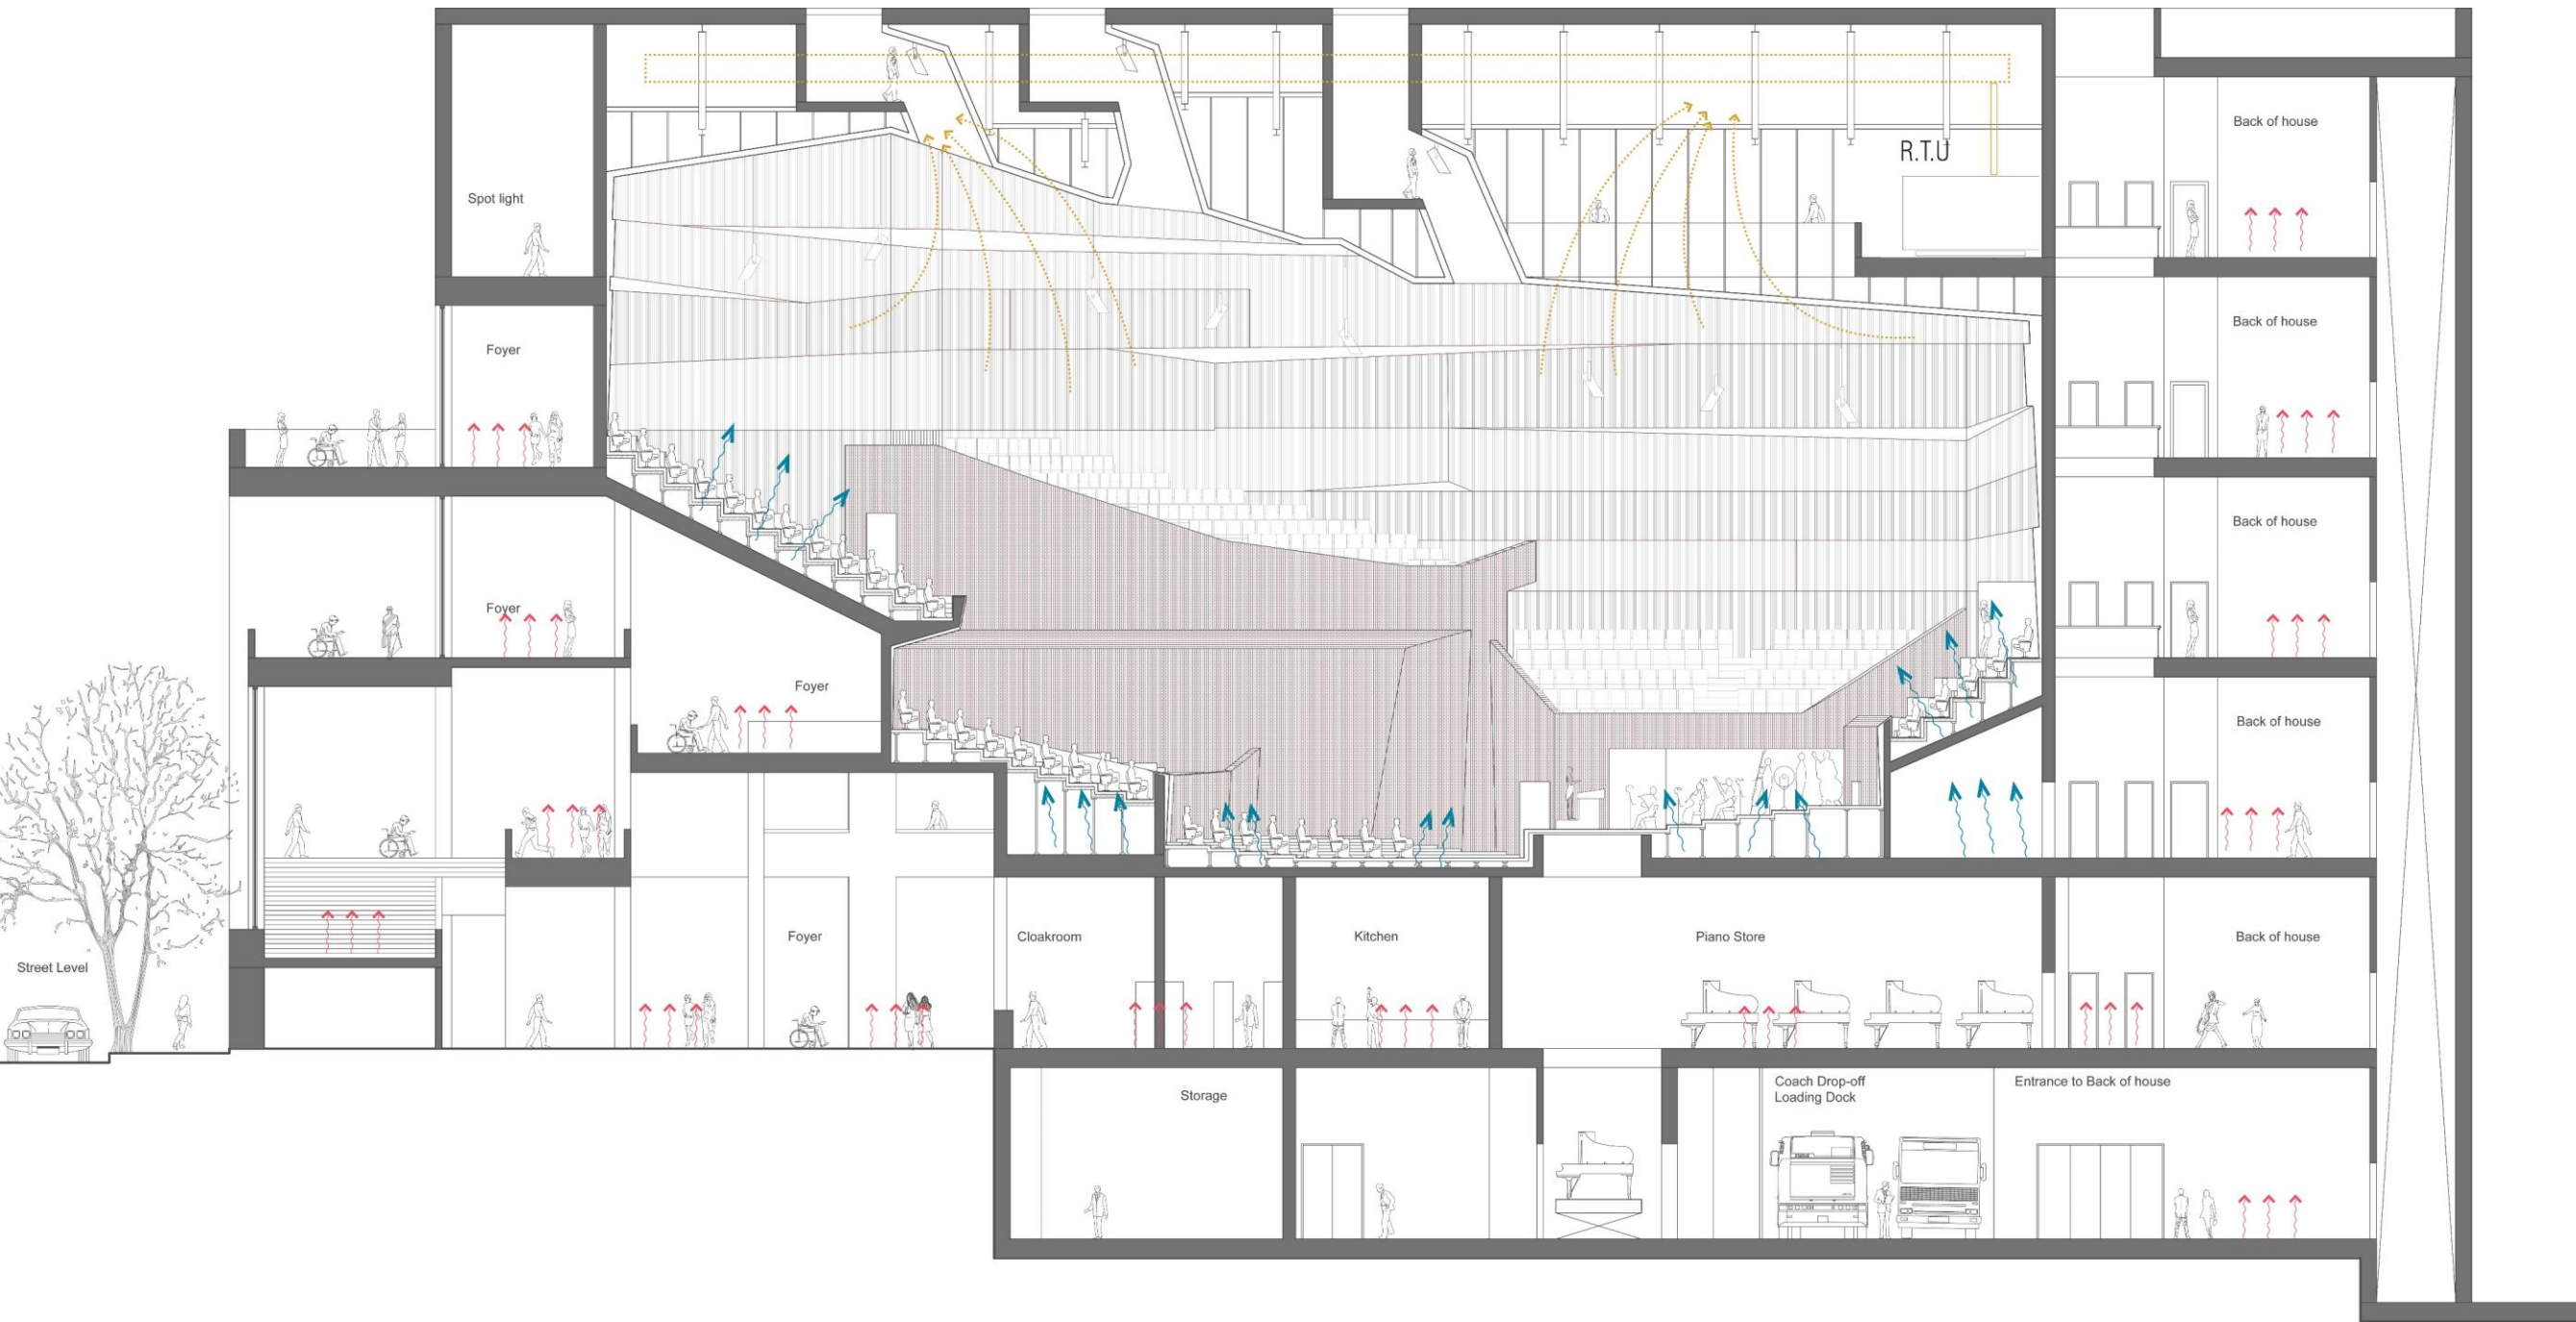 R.T.U
Back of house
Spot light
Back of house
Foyer
Back of house
Foyer
Foyer
Back of house
Foyer
Cloakroom
Kitchen
Piano Store
Back of house
Street Level
Storage
Coach Drop-off
Loading Dock
Entrance to Back of house